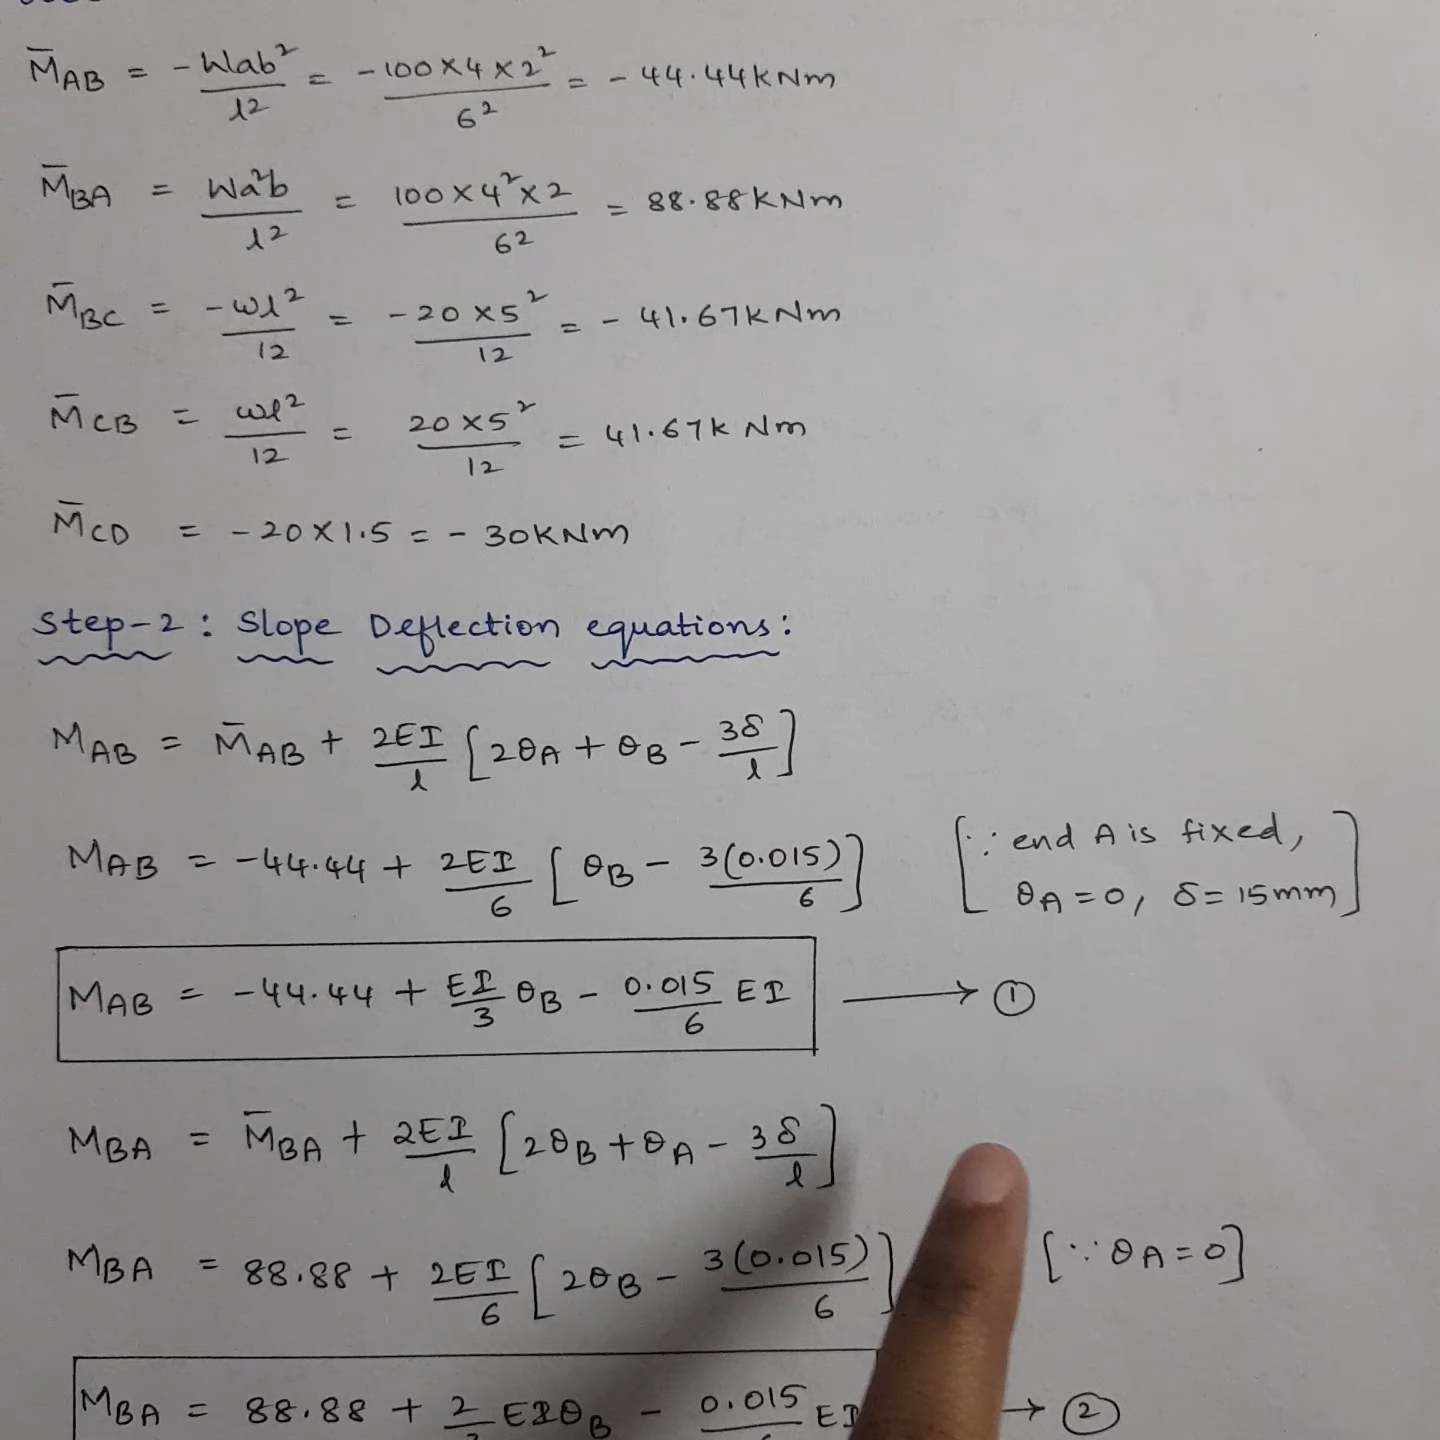 M̄AB = -Wab²/l² = -100×4×2²/6² = -44.44kNm
M̄BA = Wa²b/l² = 100×4²×2/6² = 88.88kNm
M̄BC = -wl²/12 = -20×5²/12 = -41.67kNm
M̄CB = wl²/12 = 20×5²/12 = 41.67kNm
M̄CD = -20×1.5 = -30kNm
Step-2: Slope Deflection equations:
MAB = M̄AB + 2EI/l [2θA + θB - 3δ/l]
MAB = -44.44 + 2EI/6 [θB - 3(0.015)/6] [∵ end A is fixed,
θA = 0, δ = 15mm]
MAB = -44.44 + EI/3 θB - 0.015/6 EI → ①
MBA = M̄BA + 2EI/l [2θB + θA - 3δ/l]
MBA = 88.88 + 2EI/6 [2θB - 3(0.015)/6] [∵ θA = 0]
MBA = 88.88 + 2/3 EIθB - 0.015/6 EI → ②